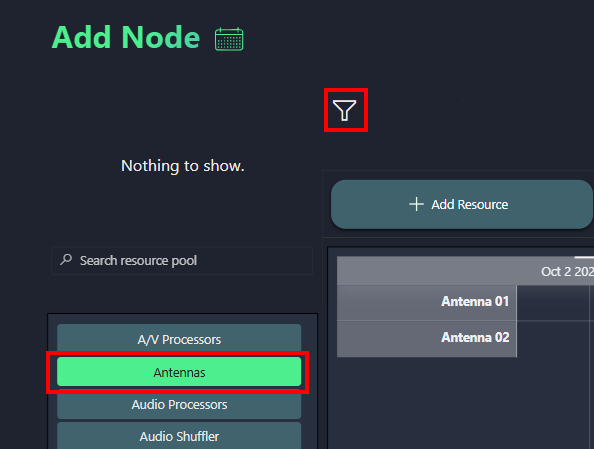 Add Node
Nothing to show.
Add Resource
Search resource pool
Oct 2 202
Antenna 01
Antenna 02
A/V Processors
Antennas
Audio Processors
Audio Shuffler